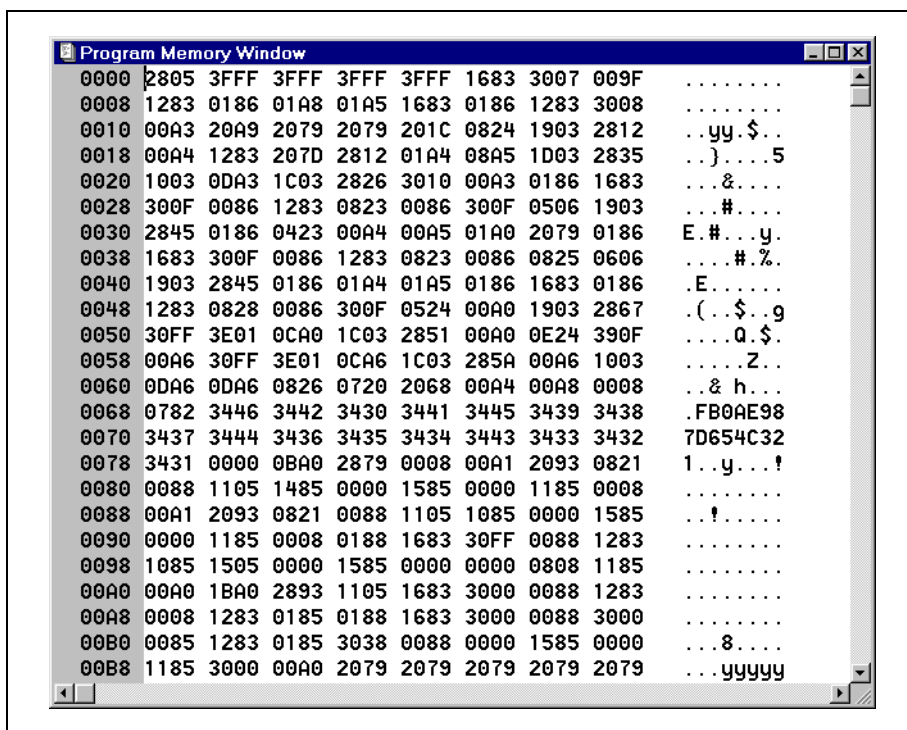 Program Memory Window
0000 2805 3FFF 3FFF 3FFF 3FFF 1683 3007 009F ........
0008 1283 0186 01A8 01A5 1683 0186 1283 3008 ........
0010 00A3 20A9 2079 2079 201C 0824 1903 2812 ..yy.$..
0018 00A4 1283 207D 2812 01A4 08A5 1D03 2835 ..}....5
0020 1003 0DA3 1C03 2826 3010 00A3 0186 1683 ...&....
0028 300F 0086 1283 0823 0086 300F 0506 1903 ...#....
0030 2845 0186 0423 00A4 00A5 01A0 2079 0186 E.#...y.
0038 1683 300F 0086 1283 0823 0086 0825 0606 ....#.%.
0040 1903 2845 0186 01A4 01A5 0186 1683 0186 .E......
0048 1283 0828 0086 300F 0524 00A0 1903 2867 .(..$..g
0050 30FF 3E01 0CA0 1C03 2851 00A0 0E24 390F ....Q.$.
0058 00A6 30FF 3E01 0CA6 1C03 285A 00A6 1003 .....Z..
0060 0DA6 0DA6 0826 0720 2068 00A4 00A8 0008 ..& h...
0068 0782 3446 3442 3430 3441 3445 3439 3438 .FB0AE98
0070 3437 3444 3436 3435 3434 3443 3433 3432 7D654C32
0078 3431 0000 0BA0 2879 0008 00A1 2093 0821 1..y...!
0080 0088 1105 1485 0000 1585 0000 1185 0008 ........
0088 00A1 2093 0821 0088 1105 1085 0000 1585 ..!.....
0090 0000 1185 0008 0188 1683 30FF 0088 1283 ........
0098 1085 1505 0000 1585 0000 0000 0808 1185 ........
00A0 00A0 1BA0 2893 1105 1683 3000 0088 1283 ........
00A8 0008 1283 0185 0188 1683 3000 0088 3000 ........
00B0 0085 1283 0185 3038 0088 0000 1585 0000 ...8....
00B8 1185 3000 00A0 2079 2079 2079 2079 2079 ...yyyyy